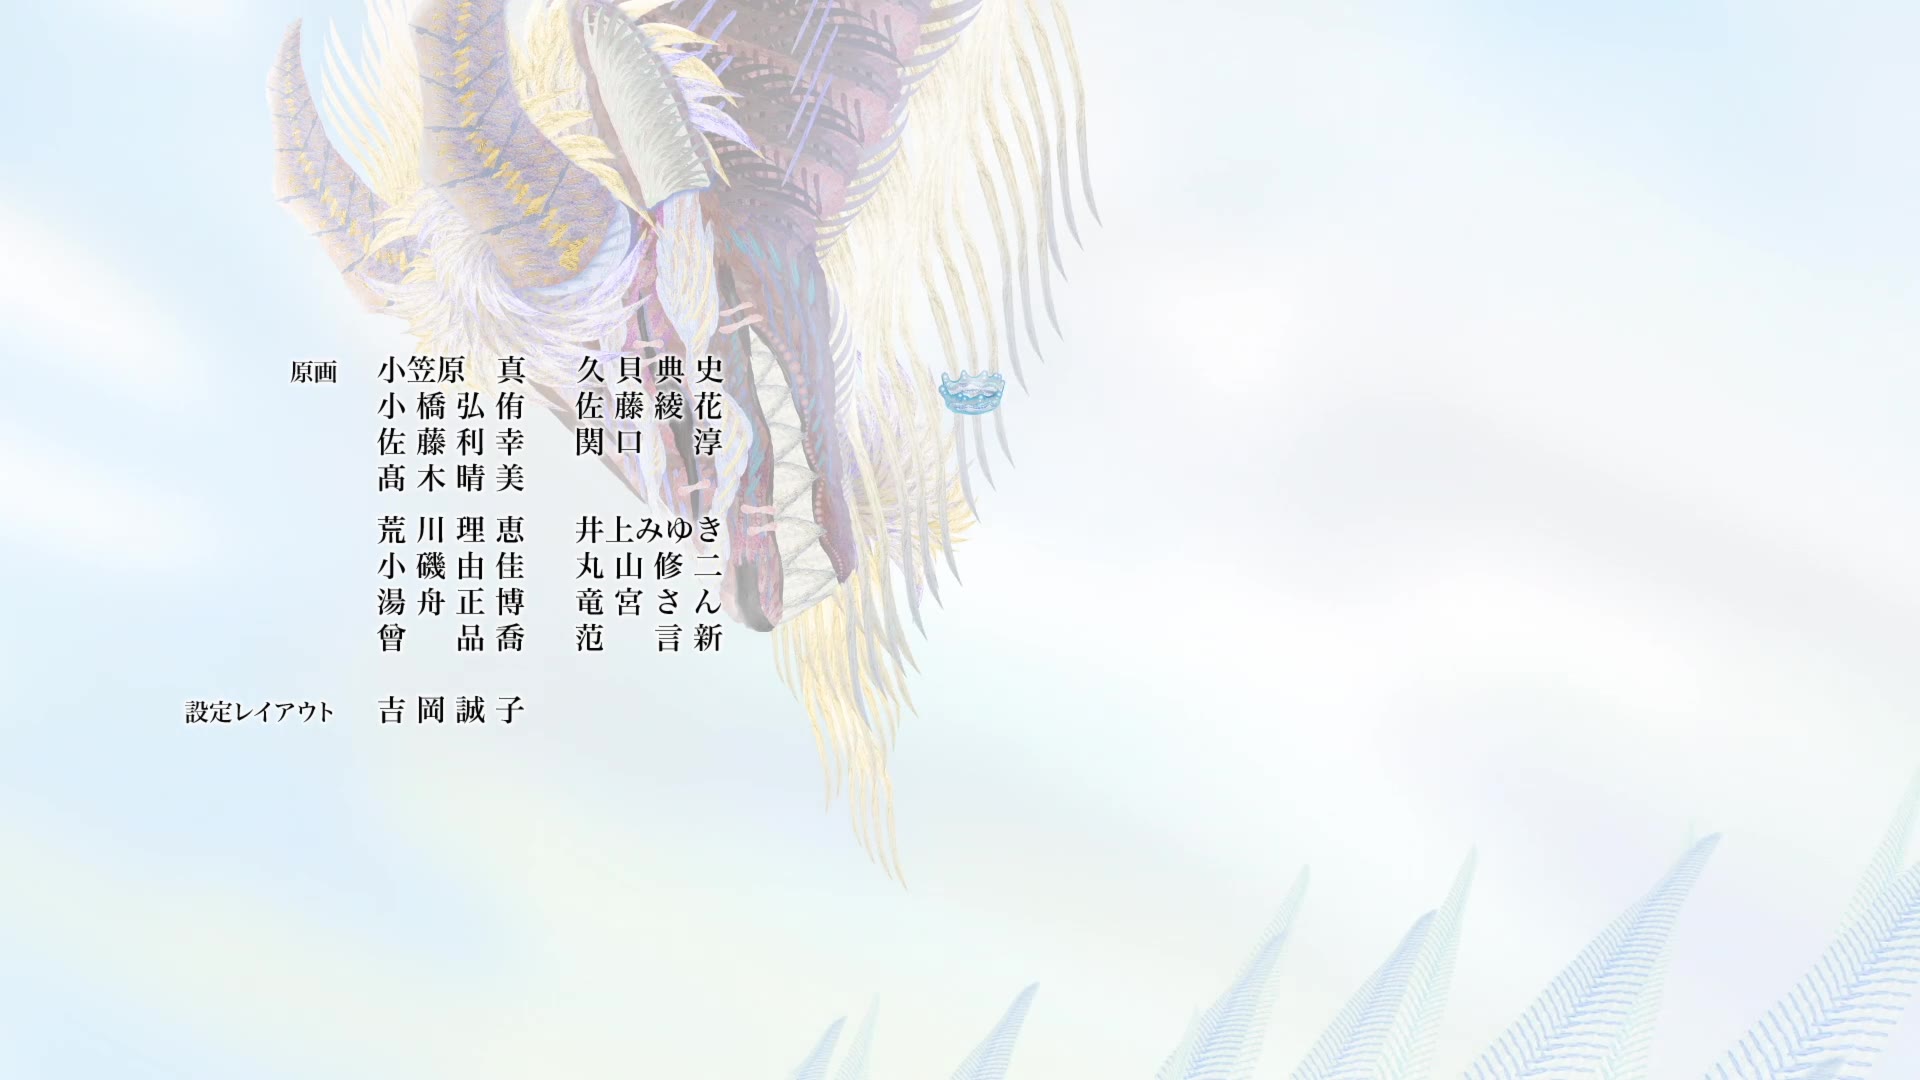 原画 小笠原 真 久貝典史
小橋弘侑 佐藤綾花
佐藤利幸 関口 淳
髙木晴美
荒川理恵 井上みゆき
小磯由佳 丸山修二
湯舟正博 竜宮さん
曾 品喬 范 言新
設定レイアウト 吉岡誠子